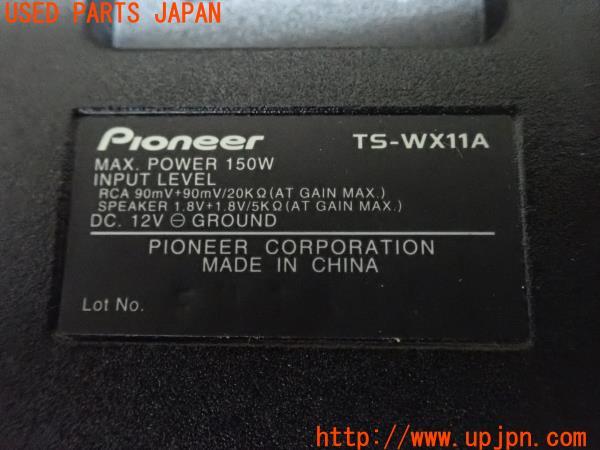 USED PARTS JAPAN
Pioneer TS-WX11A
MAX. POWER 150W
INPUT LEVEL
RCA 90mV+90mV/20KΩ(AT GAIN MAX.)
SPEAKER 1.8V+1.8V/5KΩ(AT GAIN MAX.)
DC. 12V ⊖ GROUND
PIONEER CORPORATION
MADE IN CHINA
Lot No.
UPJ
http://www.upjpn.com/